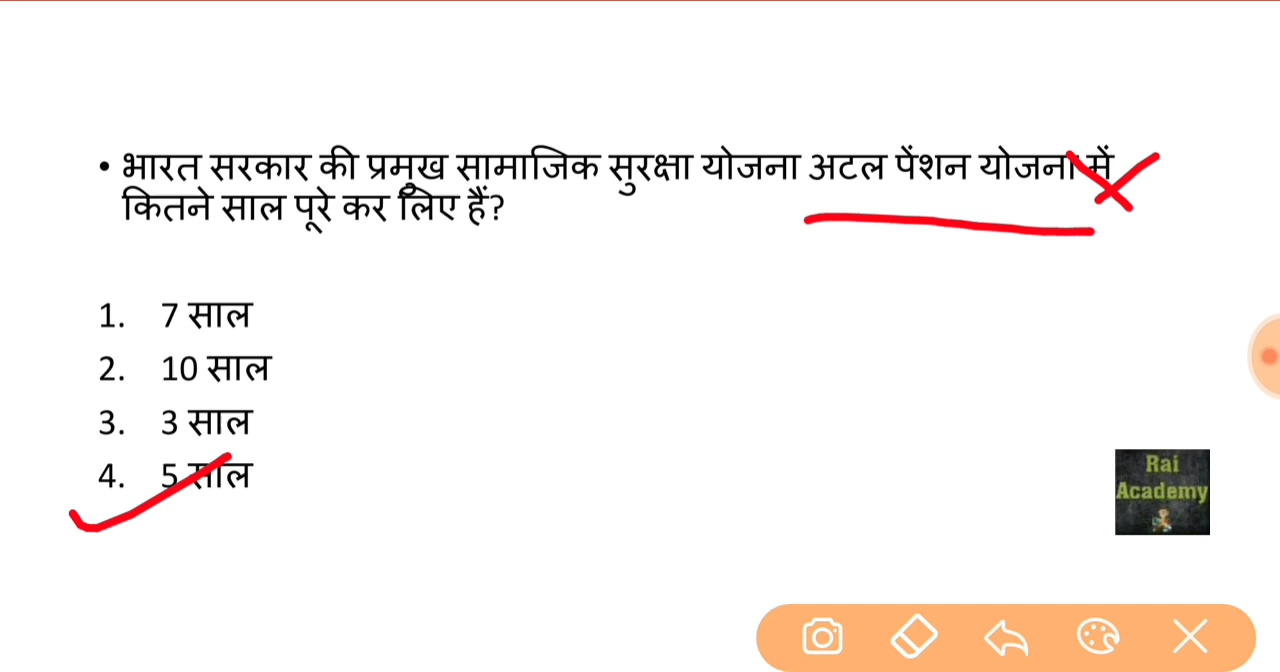 • भारत सरकार की प्रमुख सामाजिक सुरक्षा योजना अटल पेंशन योजना में
कितने साल पूरे कर लिए हैं?
1. 7 साल
2. 10 साल
3. 3 साल
4. 5 साल
Rai
Academy